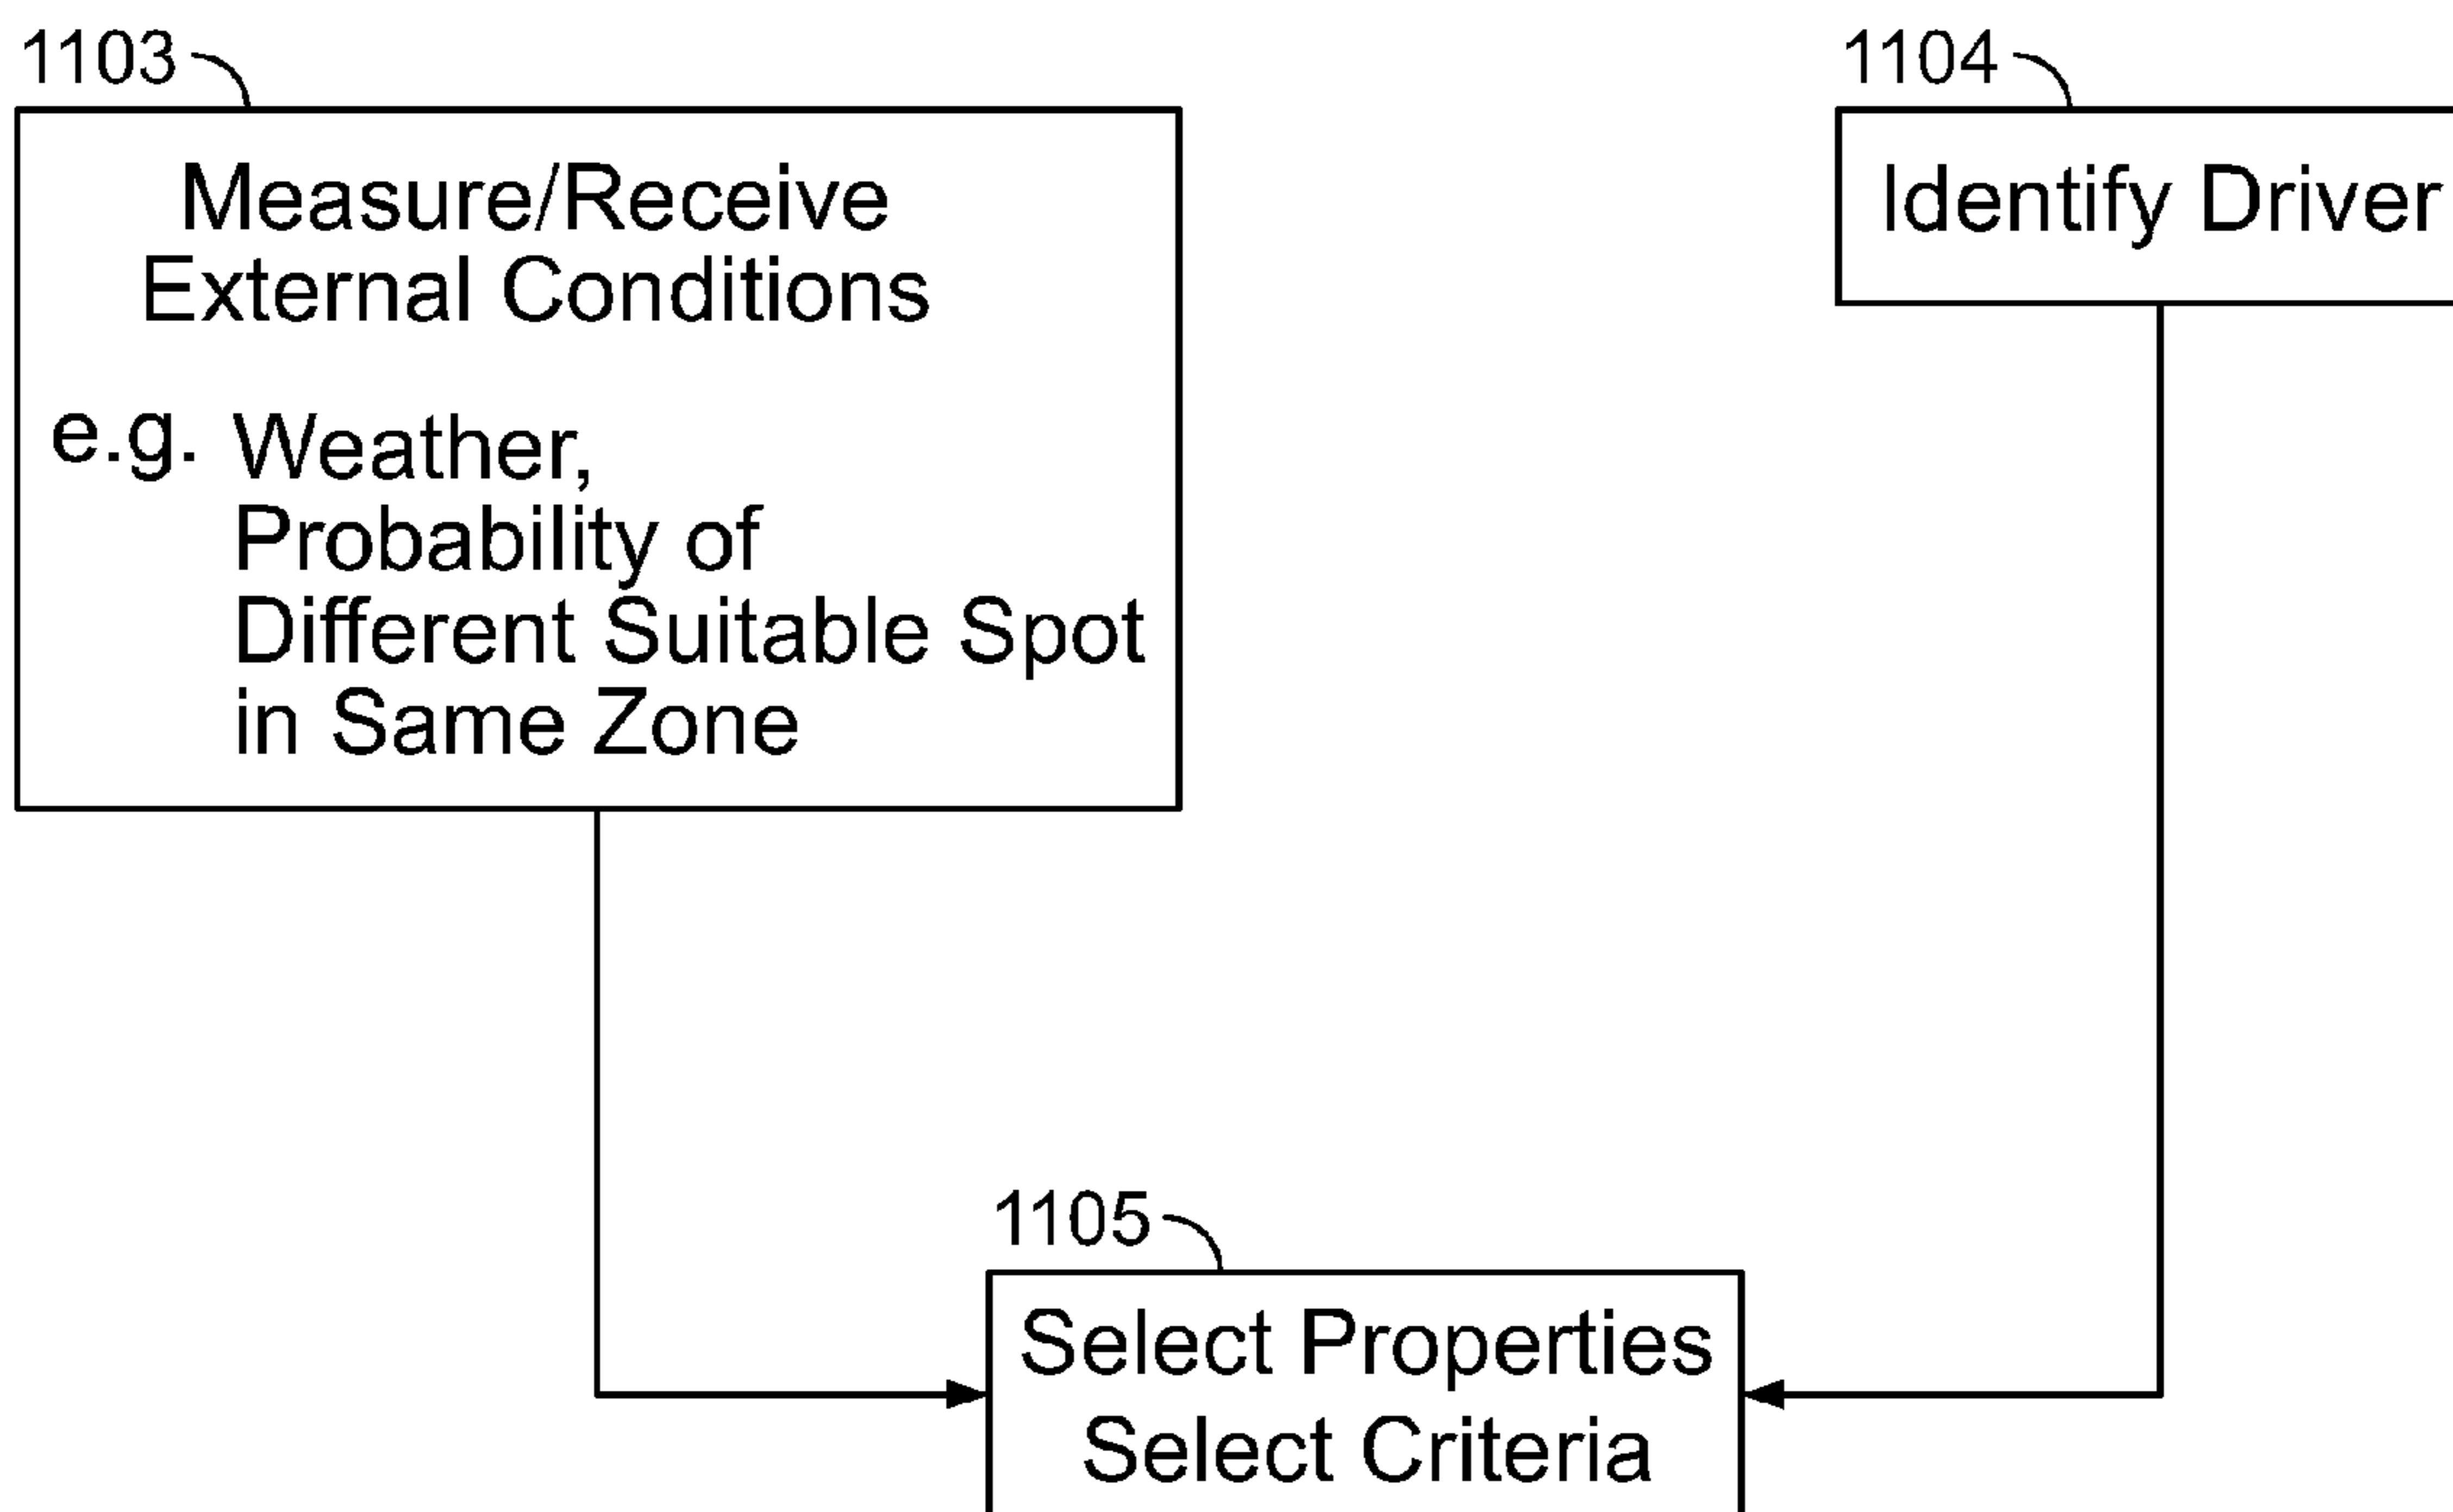 1103
Measure/Receive
External Conditions
e.g. Weather,
Probability of
Different Suitable Spot
in Same Zone
1104
Identify Driver
1105
Select Properties
Select Criteria